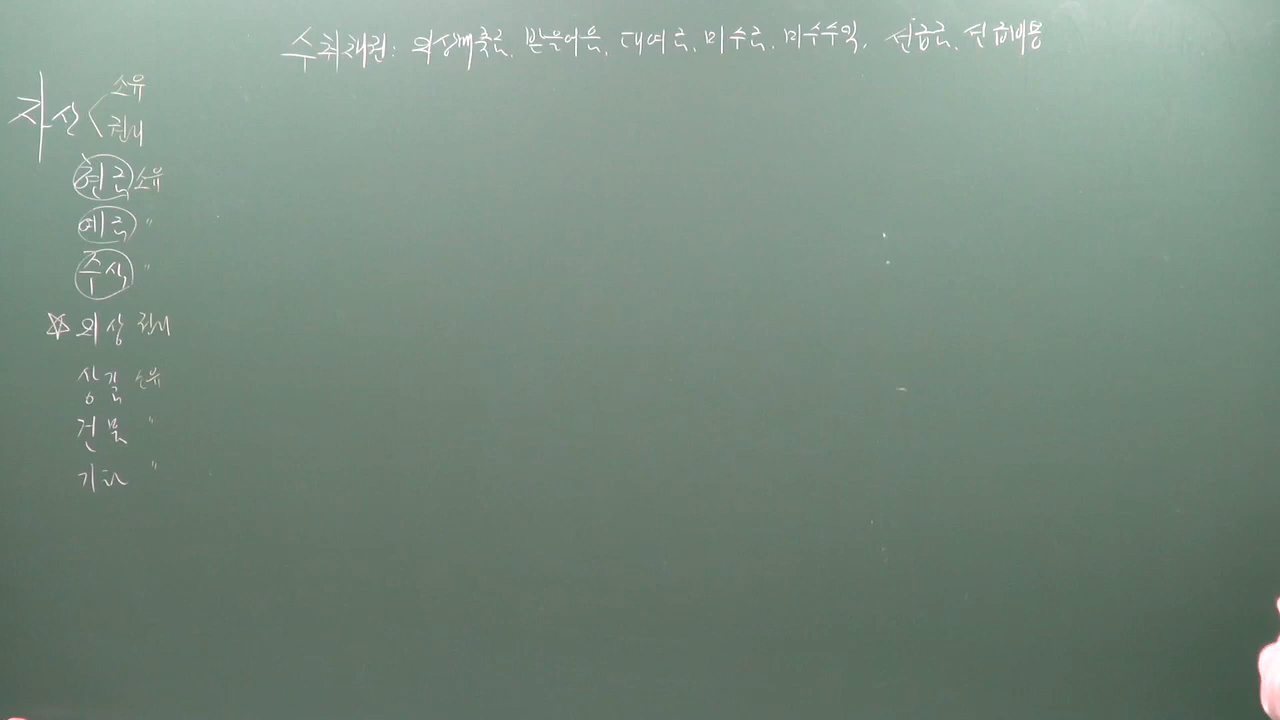 수취채권: 외상매출금, 받을어음, 대여금, 미수금, 미수수익, 선급금, 선급비용
자산 < 소유
권리
현금 소유
예금 〃
주식 〃
☆ 외상 권리
상품 소유
건물 〃
기타 〃